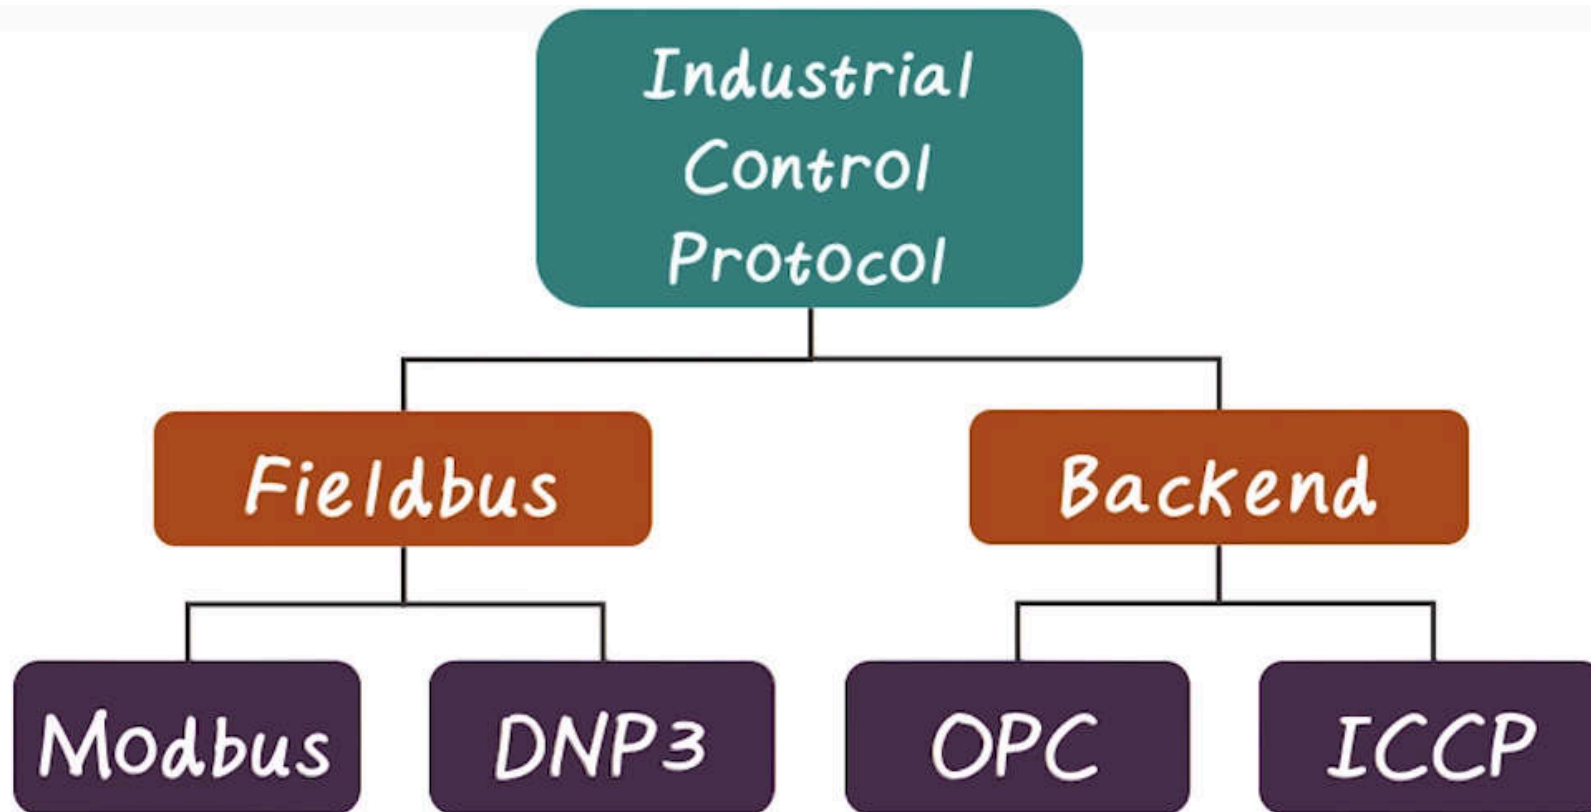 Industrial
Control
Protocol
Fieldbus
Backend
Modbus
DNP3
OPC
ICCP